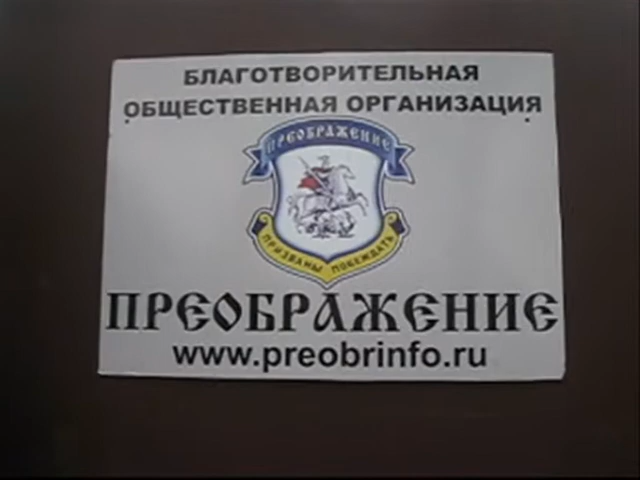 БЛАГОТВОРИТЕЛЬНАЯ
ОБЩЕСТВЕННАЯ ОРГАНИЗАЦИЯ
ПРЕОБРАЖЕНИЕ
ПРИЗВАНЫ ПОБЕЖДАТЬ
ПРЕОБРАЖЕНИЕ
www.preobrinfo.ru